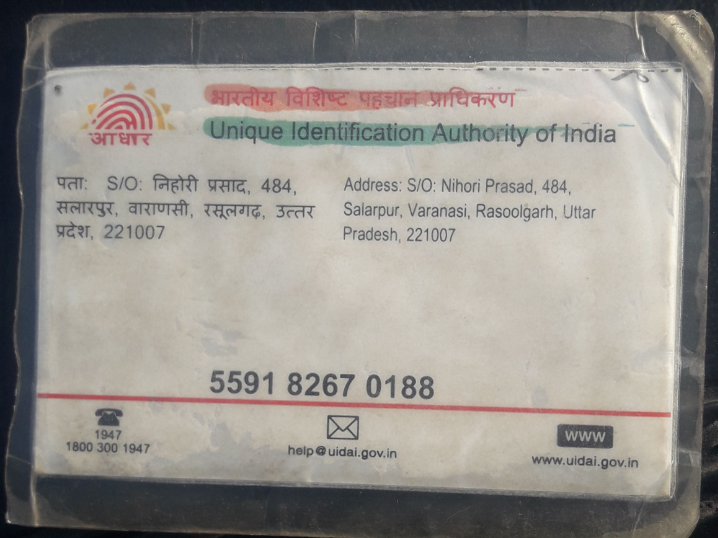 आधार
भारतीय विशिष्ट पहचान प्राधिकरण
Unique Identification Authority of India
पता: S/O: निहोरी प्रसाद, 484,
सलारपुर, वाराणसी, रसूलगढ़, उत्तर
प्रदेश, 221007
Address: S/O: Nihori Prasad, 484,
Salarpur, Varanasi, Rasoolgarh, Uttar
Pradesh, 221007
5591 8267 0188
1947
1800 300 1947
help@uidai.gov.in
www
www.uidai.gov.in